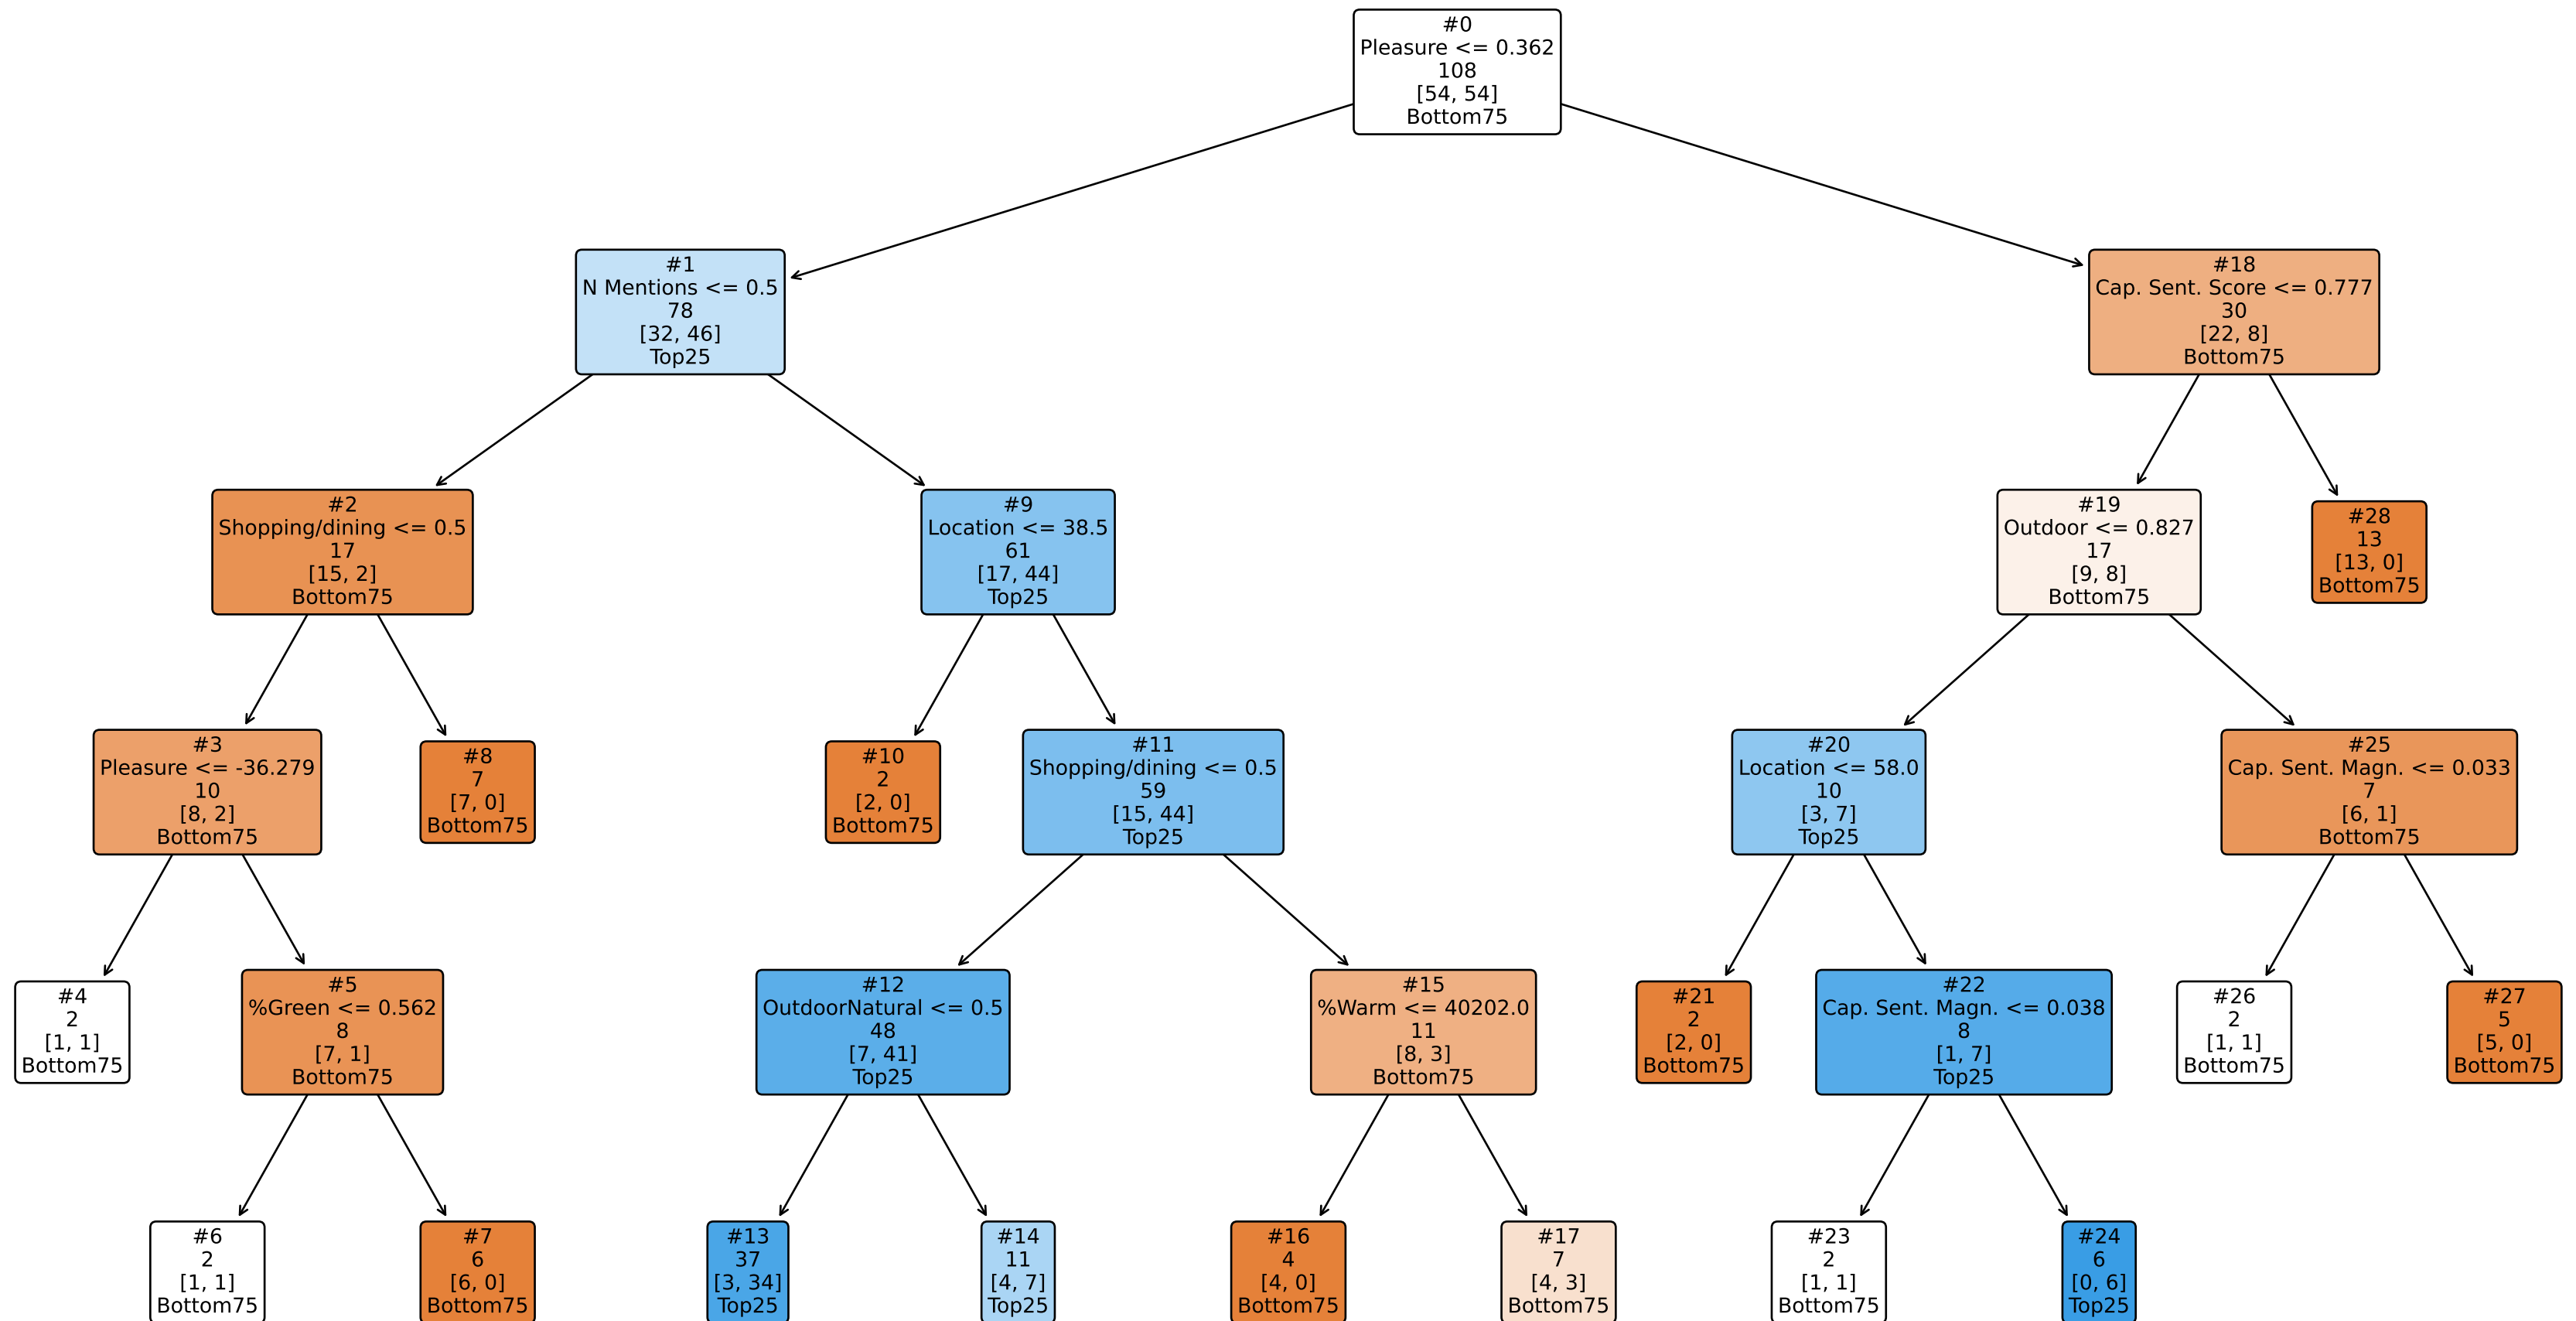 #0
Pleasure <= 0.362
108
[54, 54]
Bottom75
#1
N Mentions <= 0.5
78
[32, 46]
Top25
#18
Cap. Sent. Score <= 0.777
30
[22, 8]
Bottom75
#2
Shopping/dining <= 0.5
17
[15, 2]
Bottom75
#9
Location <= 38.5
61
[17, 44]
Top25
#19
Outdoor <= 0.827
17
[9, 8]
Bottom75
#28
13
[13, 0]
Bottom75
#3
Pleasure <= -36.279
10
[8, 2]
Bottom75
#8
7
[7, 0]
Bottom75
#10
2
[2, 0]
Bottom75
#11
Shopping/dining <= 0.5
59
[15, 44]
Top25
#20
Location <= 58.0
10
[3, 7]
Top25
#25
Cap. Sent. Magn. <= 0.033
7
[6, 1]
Bottom75
#4
2
[1, 1]
Bottom75
#5
%Green <= 0.562
8
[7, 1]
Bottom75
#12
OutdoorNatural <= 0.5
48
[7, 41]
Top25
#15
%Warm <= 40202.0
11
[8, 3]
Bottom75
#21
2
[2, 0]
Bottom75
#22
Cap. Sent. Magn. <= 0.038
8
[1, 7]
Top25
#26
2
[1, 1]
Bottom75
#27
5
[5, 0]
Bottom75
#6
2
[1, 1]
Bottom75
#7
6
[6, 0]
Bottom75
#13
37
[3, 34]
Top25
#14
11
[4, 7]
Top25
#16
4
[4, 0]
Bottom75
#17
7
[4, 3]
Bottom75
#23
2
[1, 1]
Bottom75
#24
6
[0, 6]
Top25